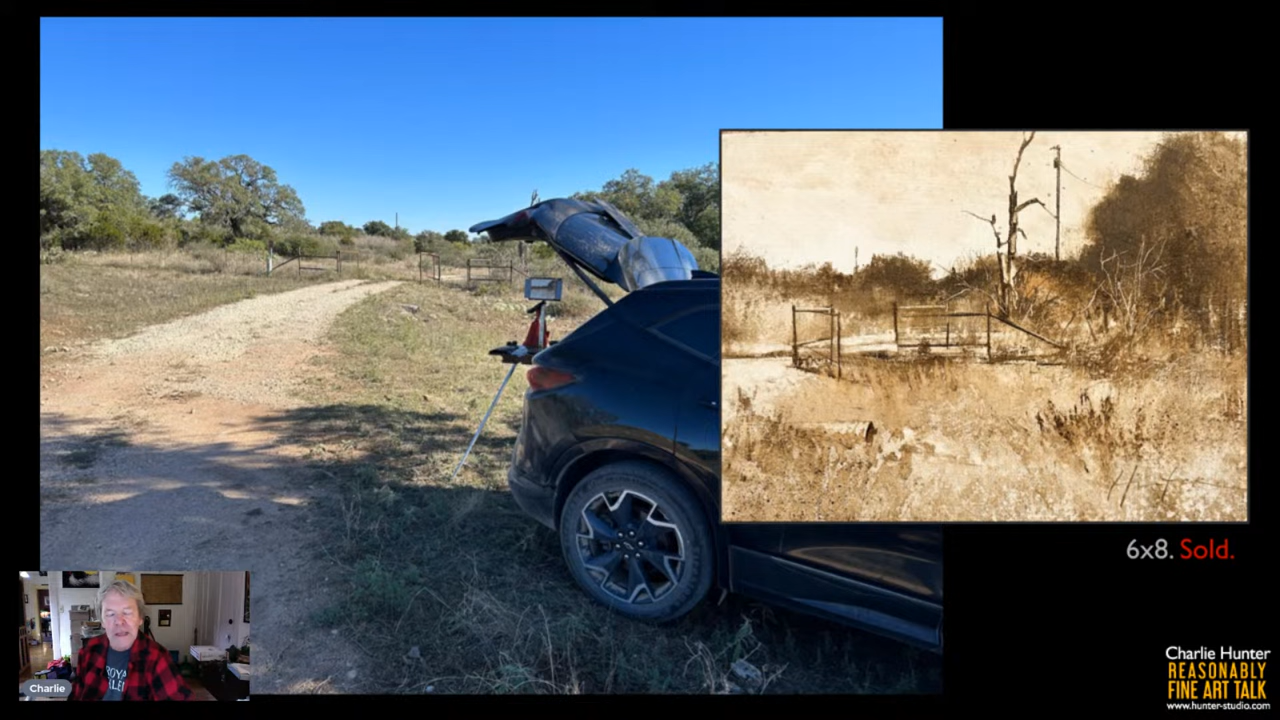 6x8. Sold.
Charlie
Charlie Hunter
REASONABLY
FINE ART TALK
www.hunter-studio.com